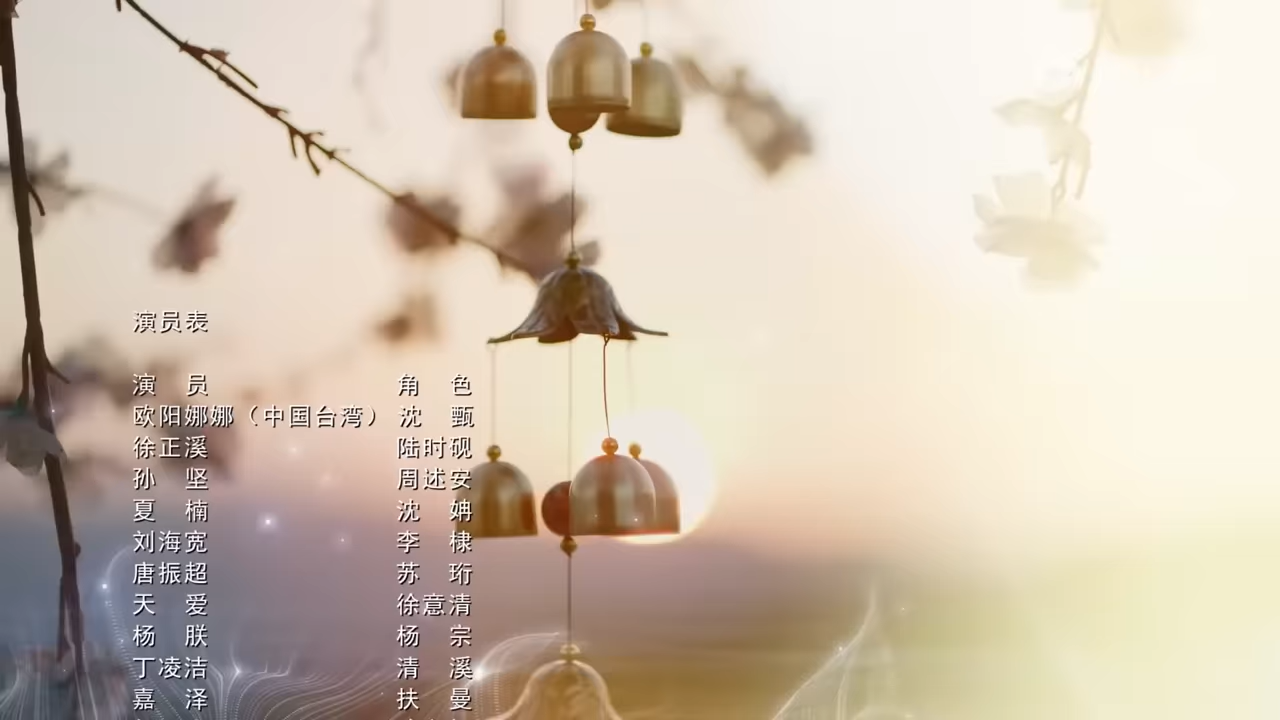 演员表
演 员 角 色
欧阳娜娜（中国台湾） 沈 甄
徐正溪 陆时砚
孙 坚 周述安
夏 楠 沈 姌
刘海宽 李 棣
唐振超 苏 珩
天 爱 徐意清
杨 朕 杨 宗
丁凌洁 清 溪
嘉 泽 扶 曼